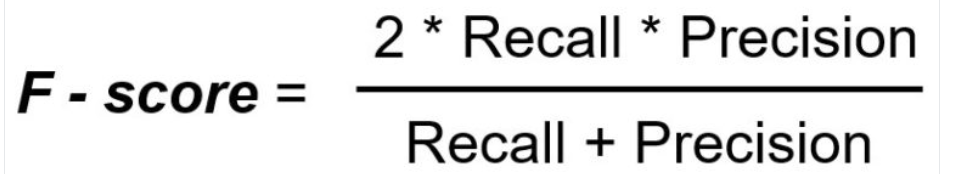 2 * Recall * Precision
F - score =
Recall + Precision